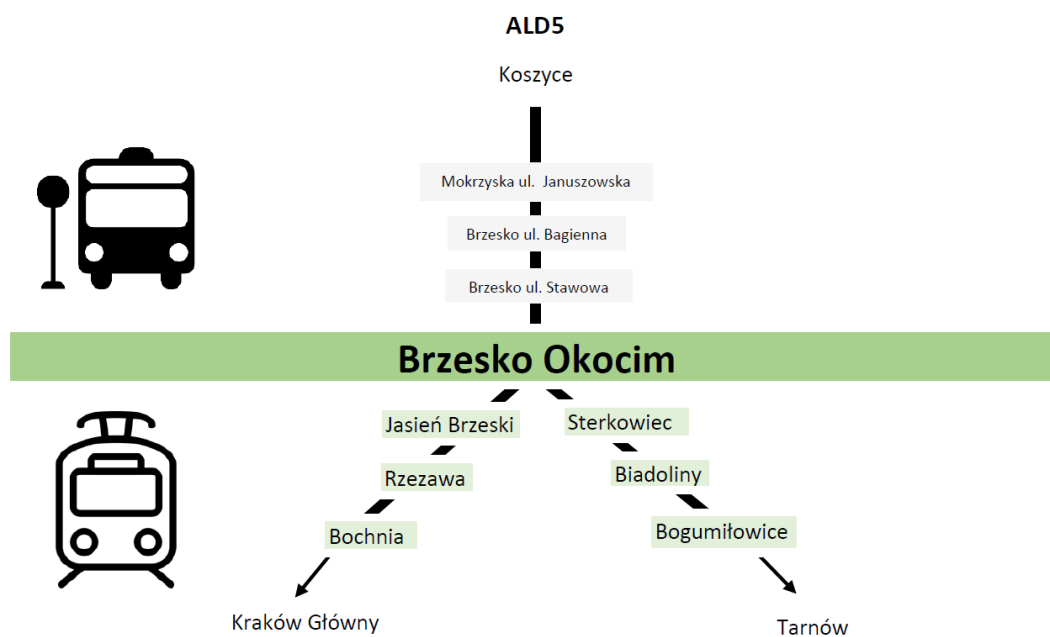 ALD5
Koszyce
Mokrzyska ul. Januszowska
Brzesko ul. Bagienna
Brzesko ul. Stawowa
Brzesko Okocim
Jasień Brzeski
Sterkowiec
Rzezawa
Biadoliny
Bochnia
Bogumiłowice
Kraków Główny
Tarnów